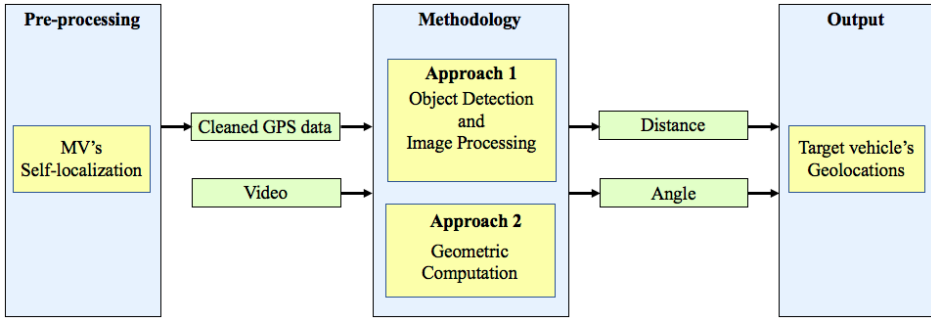 Pre-processing
MV's
Self-localization
Cleaned GPS data
Video
Methodology
Approach 1
Object Detection
and
Image Processing
Approach 2
Geometric
Computation
Distance
Angle
Output
Target vehicle's
Geolocations